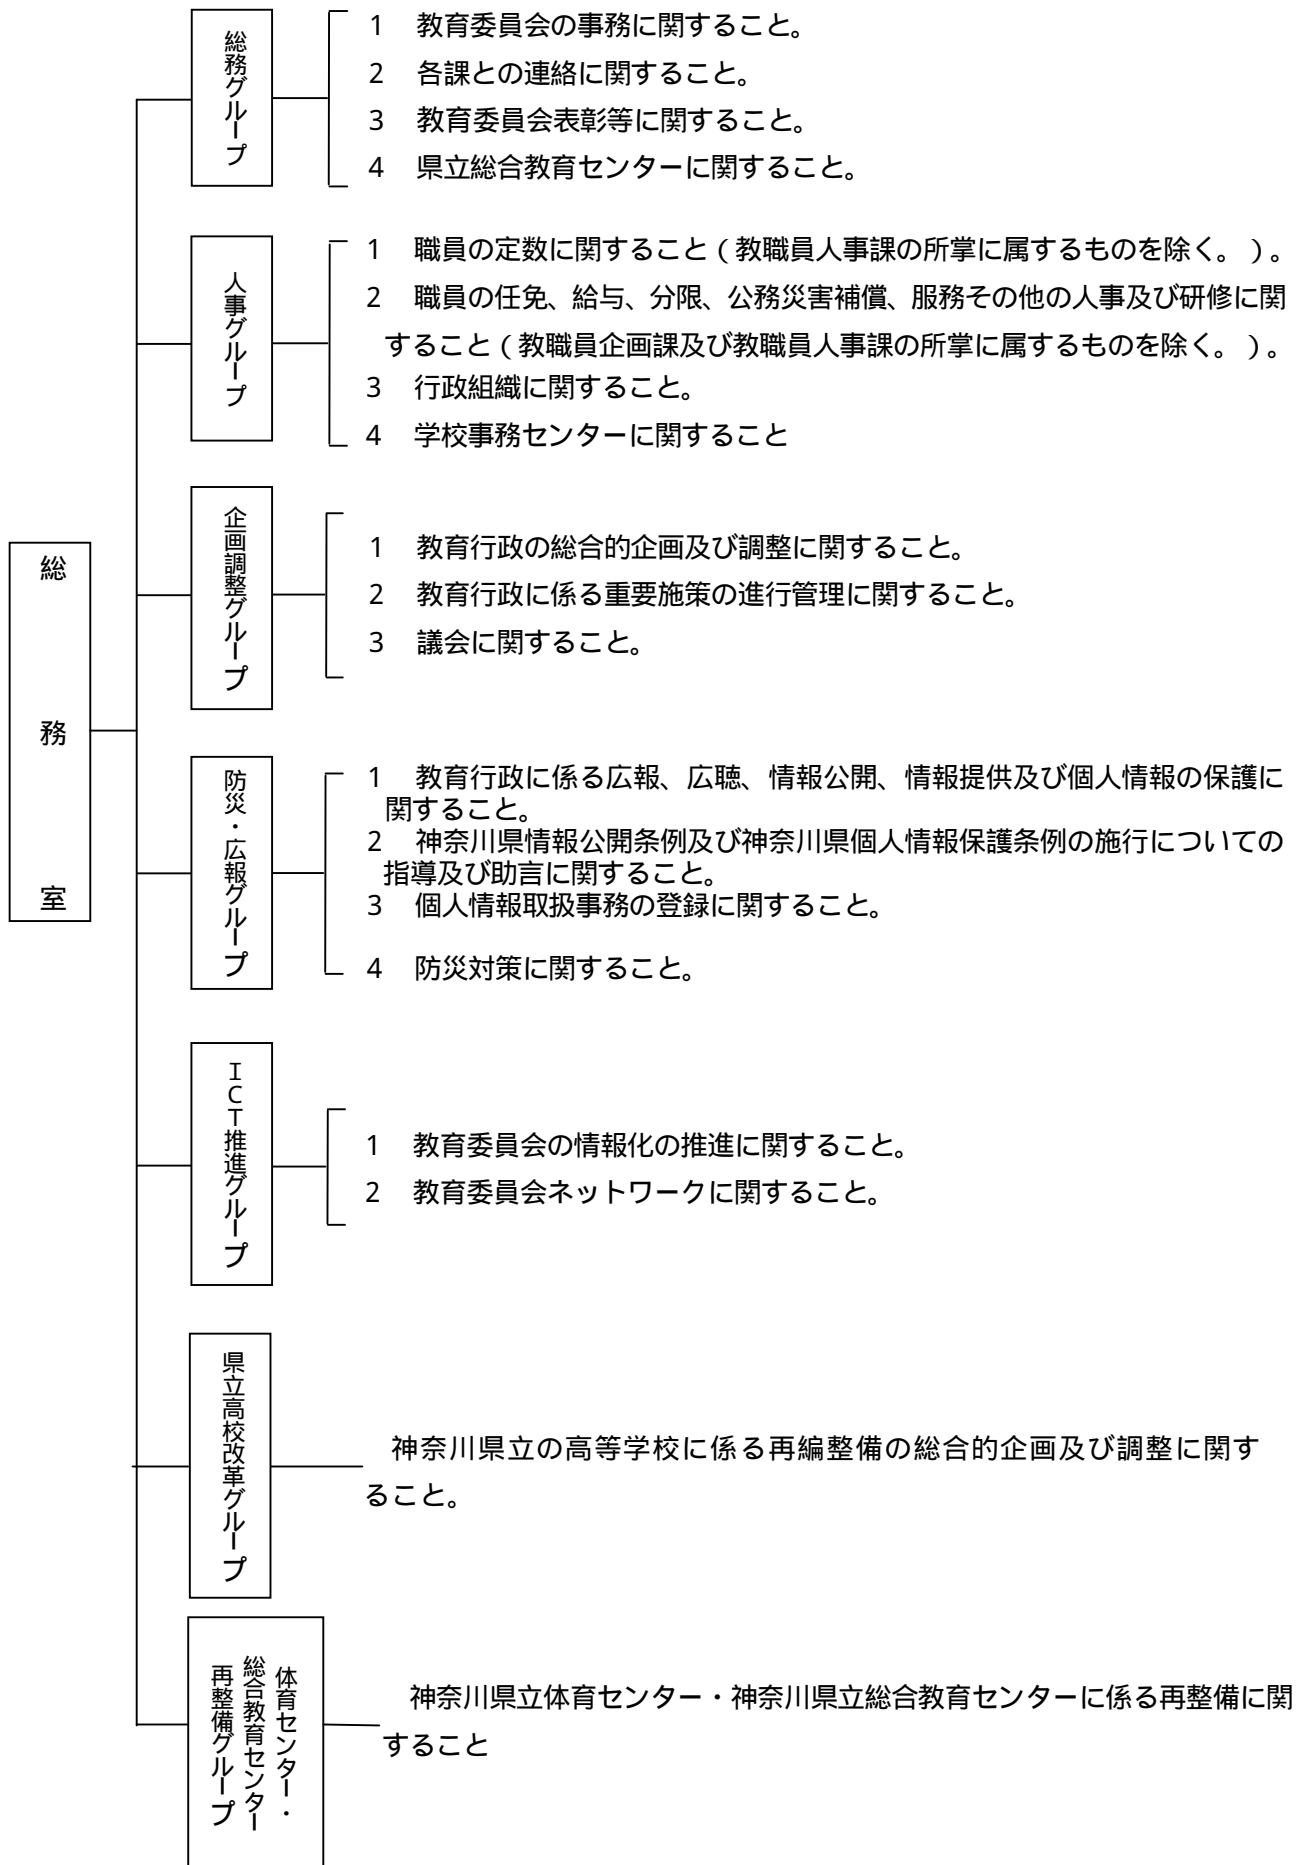 総務室
総務グループ
1 教育委員会の事務に関すること。
2 各課との連絡に関すること。
3 教育委員会表彰等に関すること。
4 県立総合教育センターに関すること。
人事グループ
1 職員の定数に関すること(教職員人事課の所掌に属するものを除く。)。
2 職員の任免、給与、分限、公務災害補償、服務その他の人事及び研修に関
すること(教職員企画課及び教職員人事課の所掌に属するものを除く。)。
3 行政組織に関すること。
4 学校事務センターに関すること
企画調整グループ
1 教育行政の総合的企画及び調整に関すること。
2 教育行政に係る重要施策の進行管理に関すること。
3 議会に関すること。
防災・広報グループ
1 教育行政に係る広報、広聴、情報公開、情報提供及び個人情報の保護に
関すること。
2 神奈川県情報公開条例及び神奈川県個人情報保護条例の施行についての
指導及び助言に関すること。
3 個人情報取扱事務の登録に関すること。
4 防災対策に関すること。
ICT推進グループ
1 教育委員会の情報化の推進に関すること。
2 教育委員会ネットワークに関すること。
県立高校改革グループ
神奈川県立の高等学校に係る再編整備の総合的企画及び調整に関す
ること。
体育センター・
総合教育センター
再整備グループ
神奈川県立体育センター・神奈川県立総合教育センターに係る再整備に関
すること